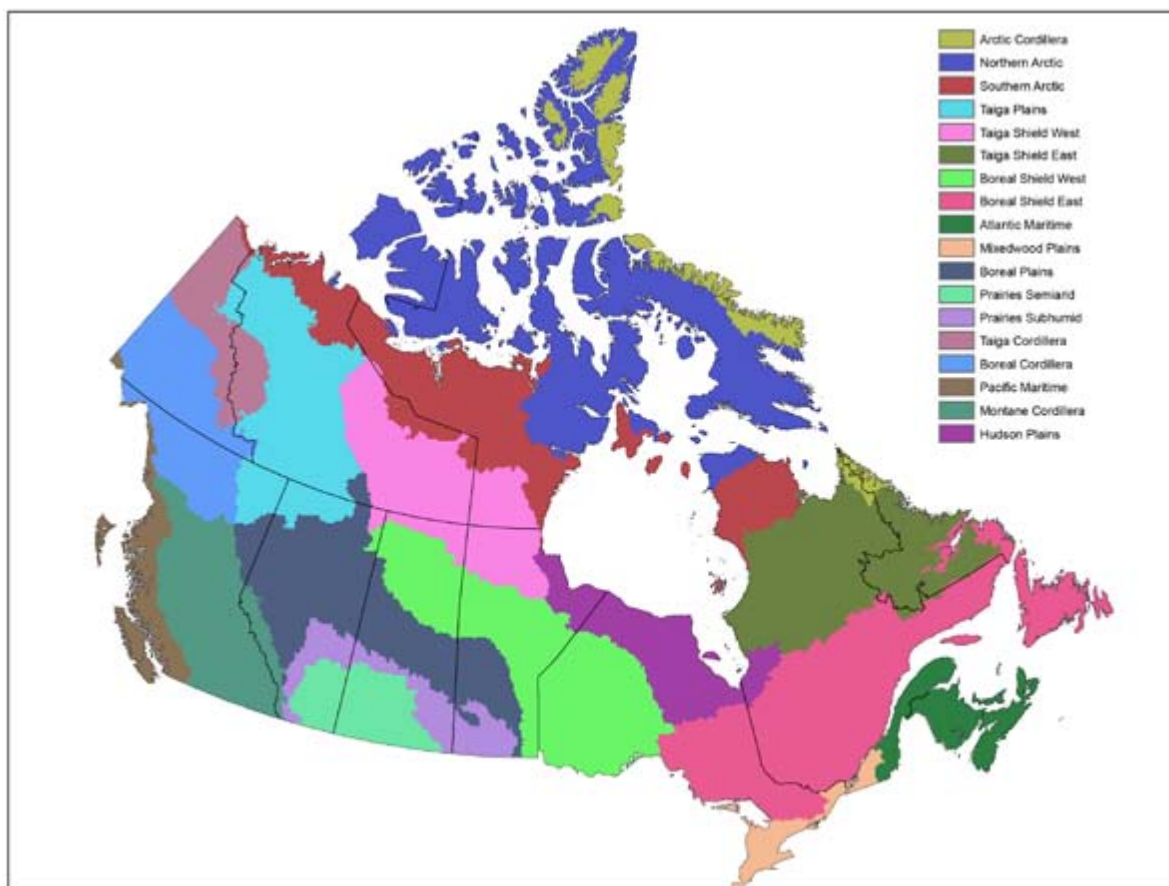 Arctic Cordillera
Northern Arctic
Southern Arctic
Taiga Plains
Taiga Shield West
Taiga Shield East
Boreal Shield West
Boreal Shield East
Atlantic Maritime
Mixedwood Plains
Boreal Plains
Prairies Semiarid
Prairies Subhumid
Taiga Cordillera
Boreal Cordillera
Pacific Maritime
Montane Cordillera
Hudson Plains